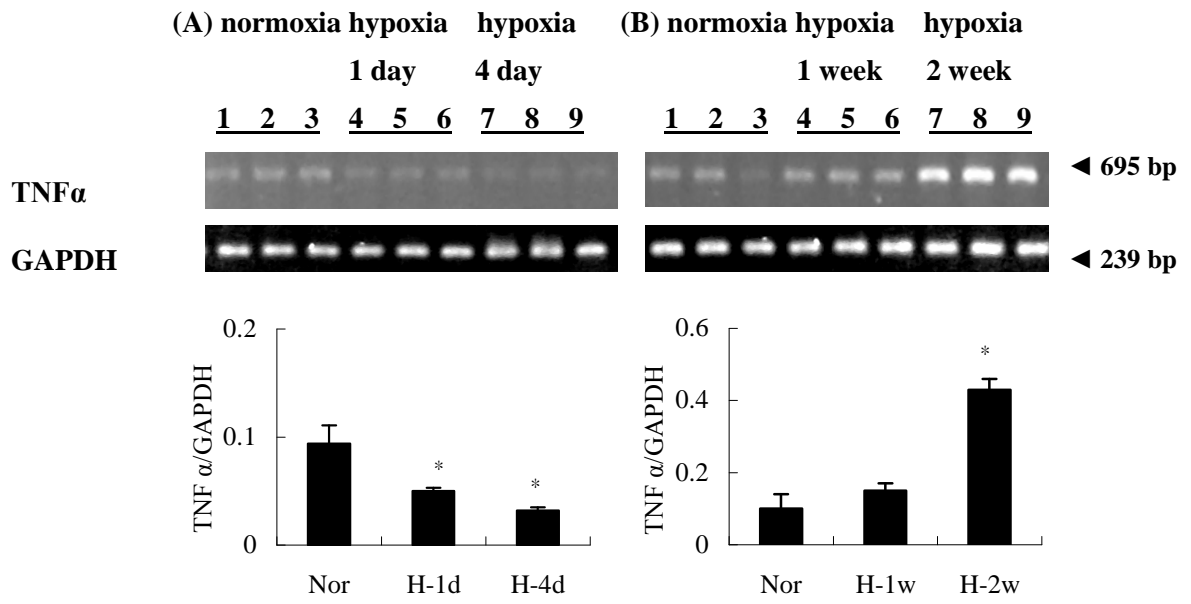 (A) normoxia hypoxia hypoxia
1 day 4 day
1 2 3 4 5 6 7 8 9
(B) normoxia hypoxia hypoxia
1 week 2 week
1 2 3 4 5 6 7 8 9
TNFα
◄ 695 bp
GAPDH
◄ 239 bp
TNF α/GAPDH
0.2
0.1
0
*
*
Nor H-1d H-4d
TNF α/GAPDH
0.6
0.4
0.2
0
*
Nor H-1w H-2w